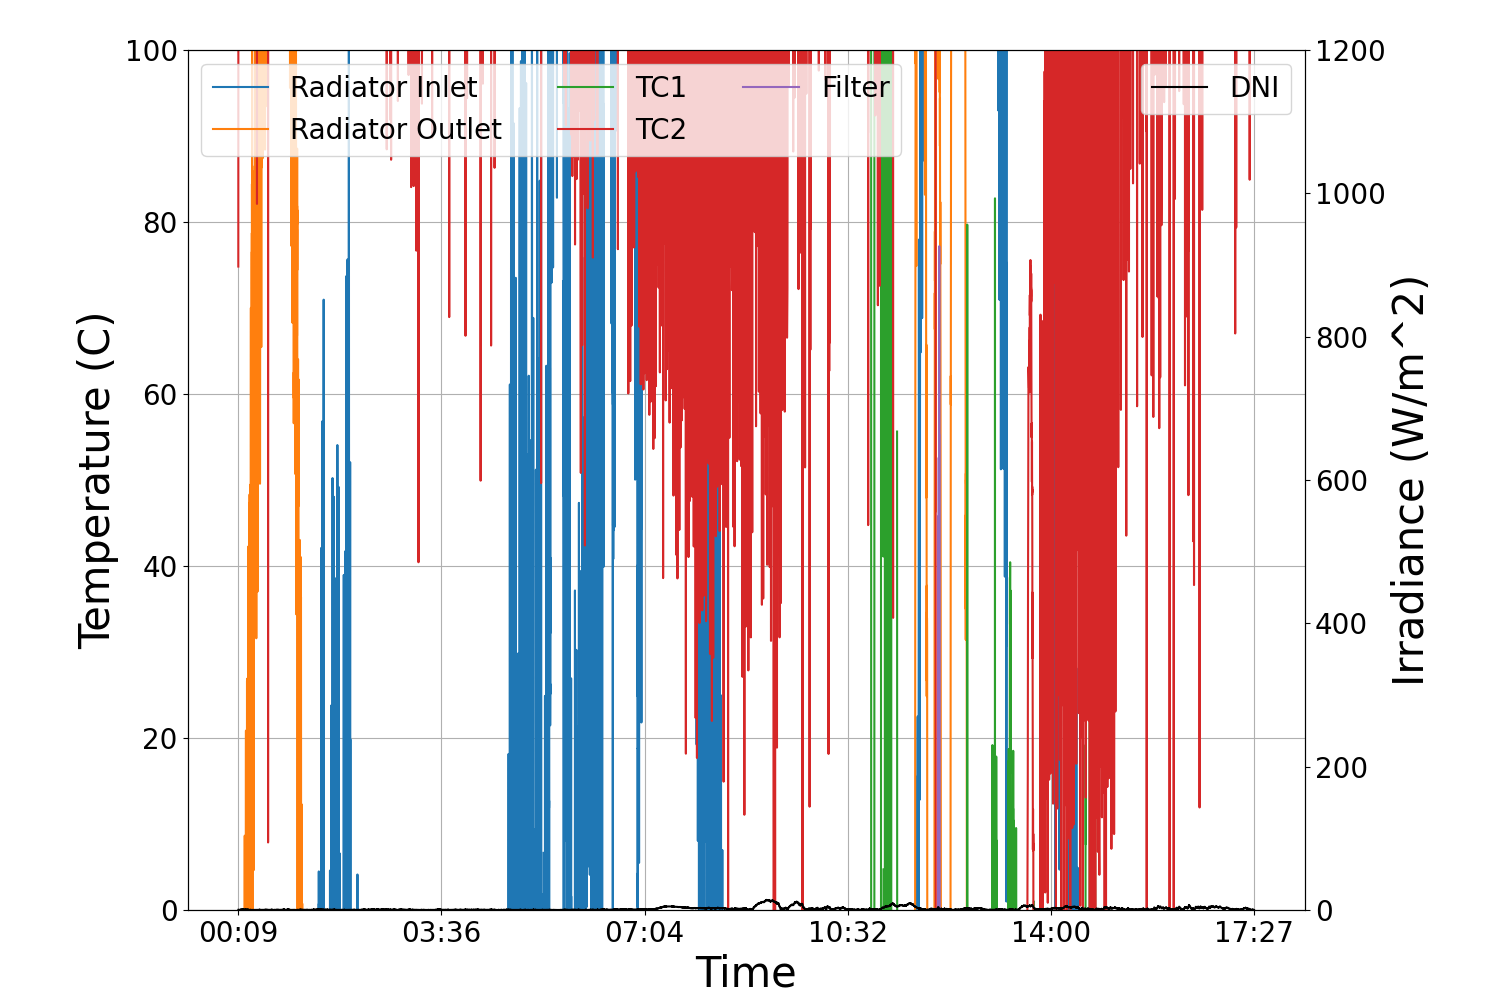 Radiator Inlet
Radiator Outlet
TC1
TC2
Filter
DNI
100
80
60
40
20
0
Temperature (C)
1200
1000
800
600
400
200
0
Irradiance (W/m^2)
00:09 03:36 07:04 10:32 14:00 17:27
Time